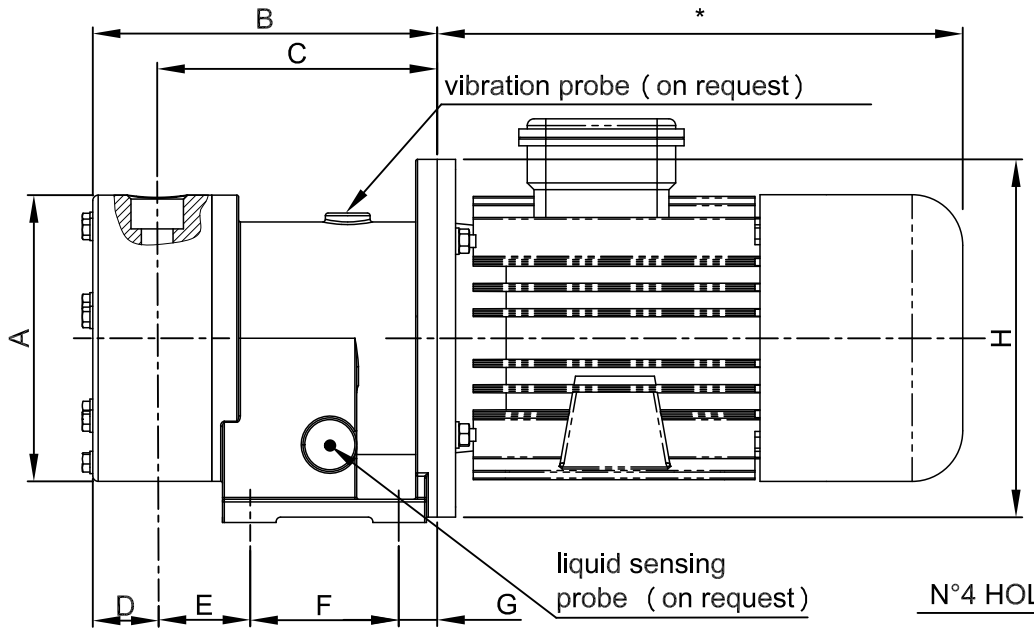 B
*
C
vibration probe ( on request )
A
H
liquid sensing
probe ( on request )
D
E
F
G
N°4 HOL